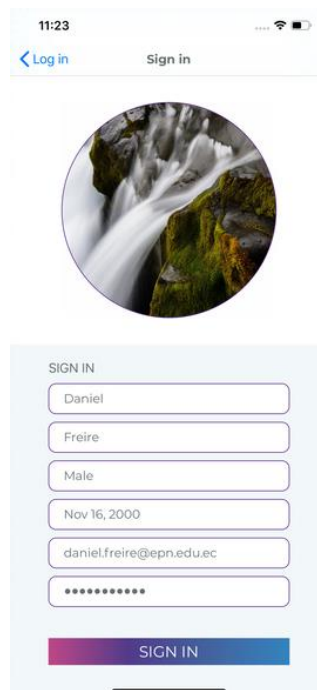 11:23
Log in
Sign in
SIGN IN
Daniel
Freire
Male
Nov 16, 2000
daniel.freire@epn.edu.ec
•••••••••••
SIGN IN